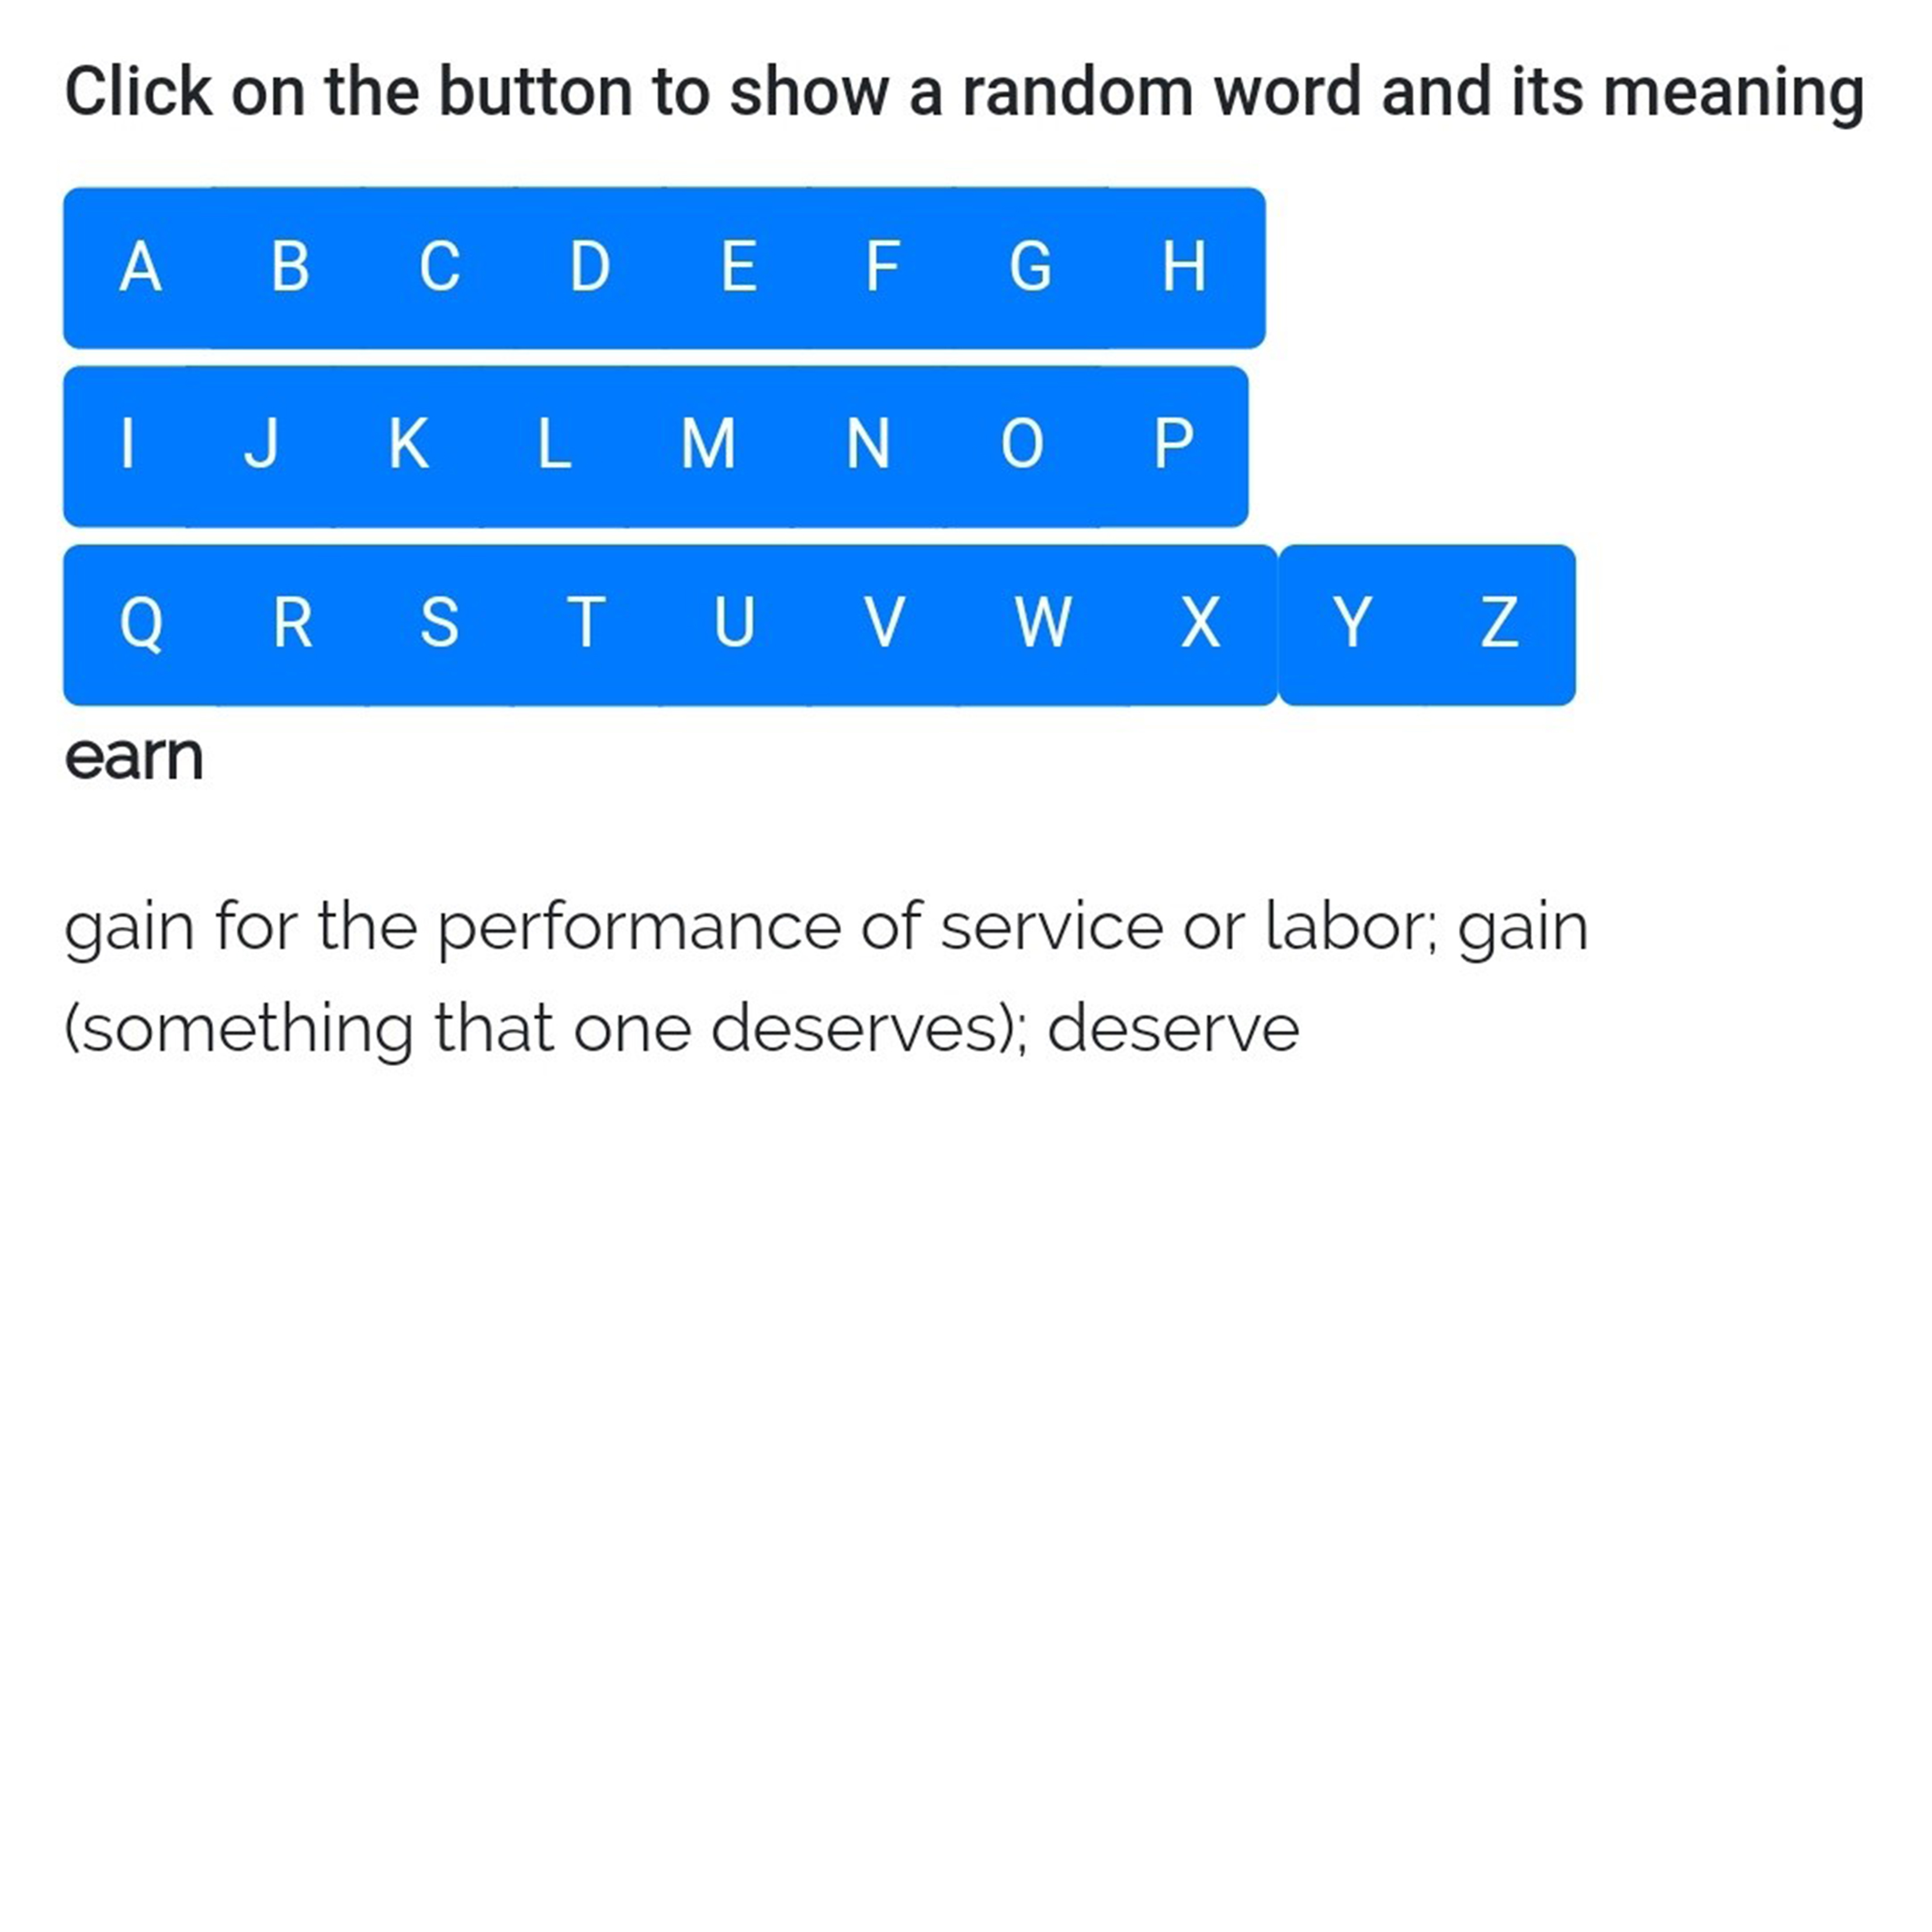 Click on the button to show a random word and its meaning
A B C D E F G H
I J K L M N O P
Q R S T U V W X Y Z
earn
gain for the performance of service or labor; gain
(something that one deserves); deserve